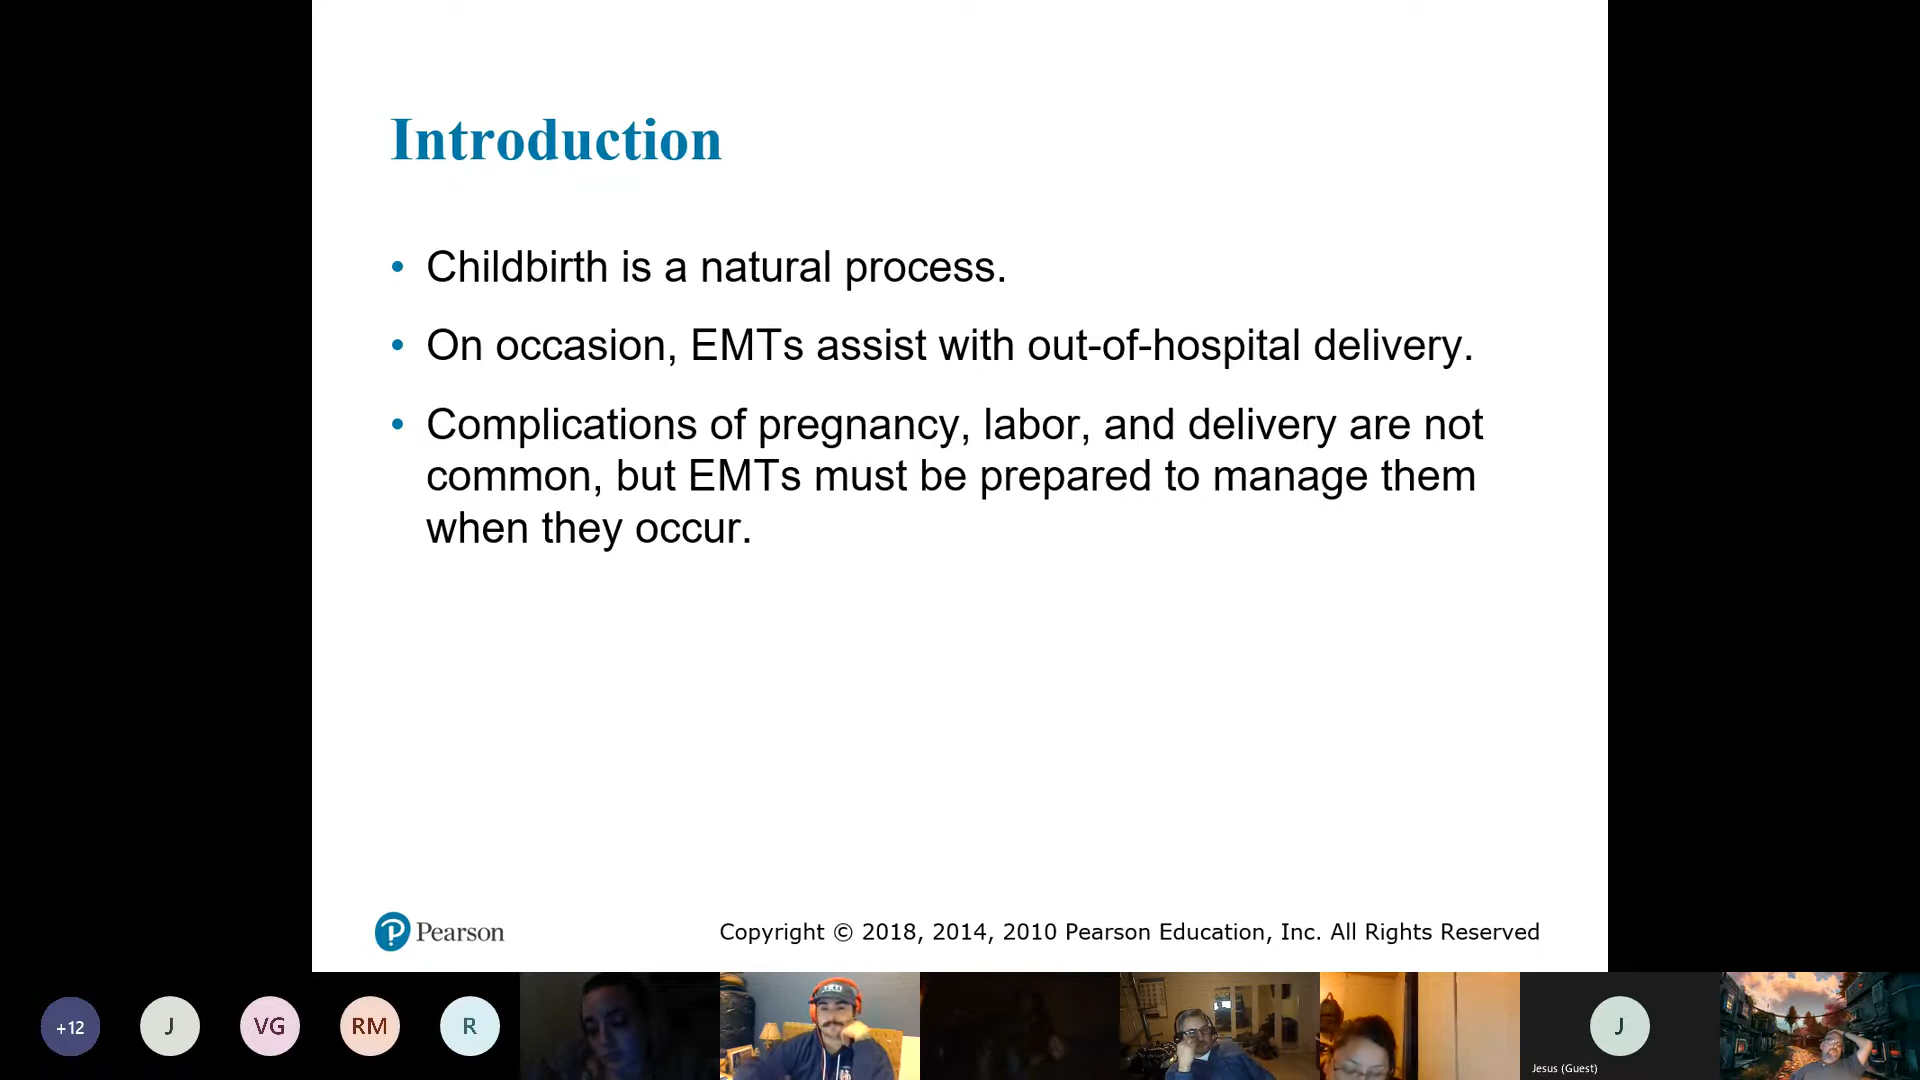 Introduction
• Childbirth is a natural process.
• On occasion, EMTs assist with out-of-hospital delivery.
• Complications of pregnancy, labor, and delivery are not
common, but EMTs must be prepared to manage them
when they occur.
Pearson
Copyright © 2018, 2014, 2010 Pearson Education, Inc. All Rights Reserved
+12
J
VG
RM
R
J
Jesus (Guest)